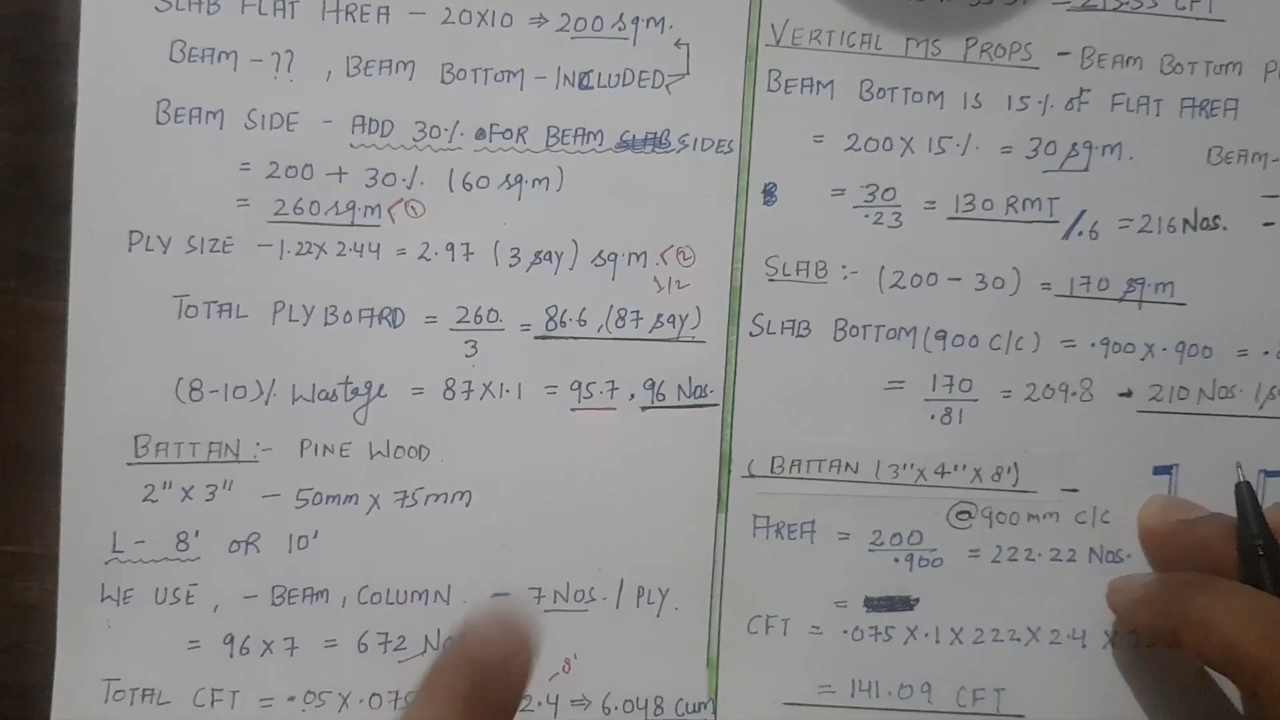 SLAB FLAT AREA - 20X10 ⇒ 200 sq.m.
BEAM - ?? , BEAM BOTTOM - INCLUDED
BEAM SIDE - ADD 30% FOR BEAM SIDES
= 200 + 30% (60 sq.m)
= 260 sq.m ①
PLY SIZE - 1.22 X 2.44 = 2.97 (3 say) sq.m. ②
1/2
TOTAL PLY BOARD = 260. / 3 = 86.6, (87 say)
(8-10)% Wastage = 87X1.1 = 95.7, 96 Nos.
BATTAN :- PINE WOOD
2" X 3" - 50mm X 75mm
L - 8' OR 10'
WE USE, - BEAM, COLUMN. - 7 Nos. / PLY.
= 96 X 7 = 672
8'
TOTAL CFT = .05 X 2.4 ⇒ 6.048 cum
CFT
VERTICAL MS PROPS - BEAM BOTTOM
BEAM BOTTOM IS 15% of FLAT AREA
= 200 X 15% = 30 sq.m. BEAM-
= 30 / .23 = 130 RMT /.6 = 216 Nos.
SLAB :- (200 - 30) = 170 sq.m
SLAB BOTTOM (900 C/C) = .900 X .900 =
= 170 / .81 = 209.8 → 210 Nos.
(BATTAN (3" X 4" X 8') -
@900mm c/c
AREA = 200 / .900 = 222.22 Nos.
=
CFT = .075 X .1 X 222 X 2.4 X
= 141.09 CFT